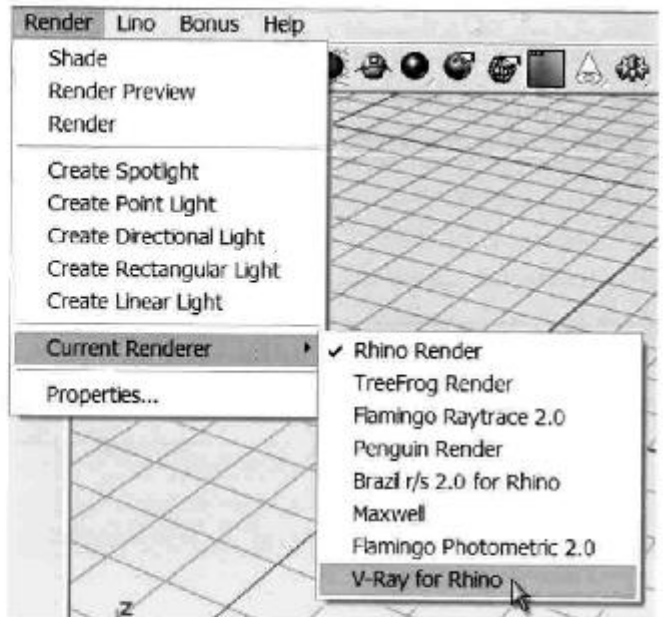 Render Lino Bonus Help
Shade
Render Preview
Render
Create Spotlight
Create Point Light
Create Directional Light
Create Rectangular Light
Create Linear Light
Current Renderer
Properties...
Rhino Render
TreeFrog Render
Flamingo Raytrace 2.0
Penguin Render
Brazil r/s 2.0 for Rhino
Maxwell
Flamingo Photometric 2.0
V-Ray for Rhino
z